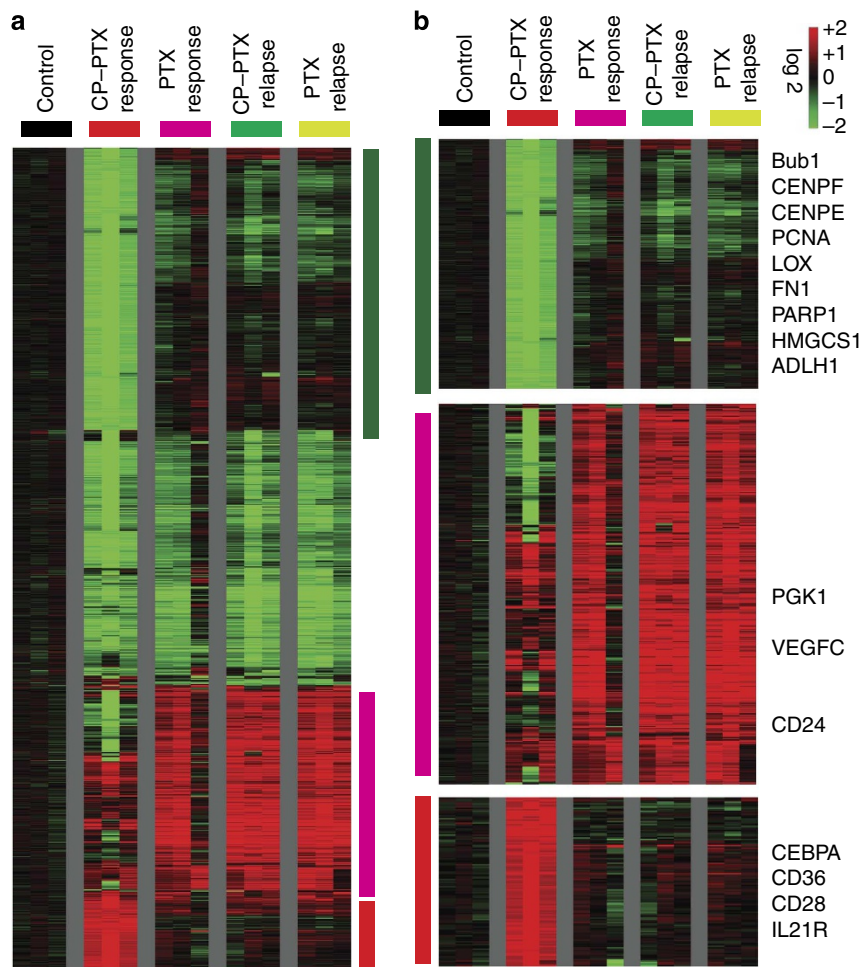 a
Control
CP–PTX
response
PTX
response
CP–PTX
relapse
PTX
relapse
b
Control
CP–PTX
response
PTX
response
CP–PTX
relapse
PTX
relapse
log 2
+2
+1
0
–1
–2
Bub1
CENPF
CENPE
PCNA
LOX
FN1
PARP1
HMGCS1
ADLH1
PGK1
VEGFC
CD24
CEBPA
CD36
CD28
IL21R